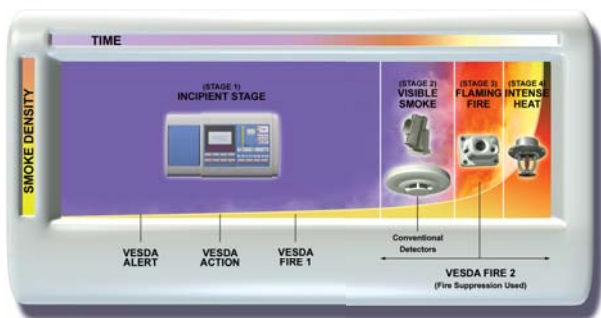 TIME
SMOKE DENSITY
(STAGE 1)
INCIPIENT STAGE
(STAGE 2)
VISIBLE
SMOKE
(STAGE 3)
FLAMING
FIRE
(STAGE 4)
INTENSE
HEAT
VESDA
ALERT
VESDA
ACTION
VESDA
FIRE 1
Conventional
Detectors
VESDA FIRE 2
(Fire Suppression Used)